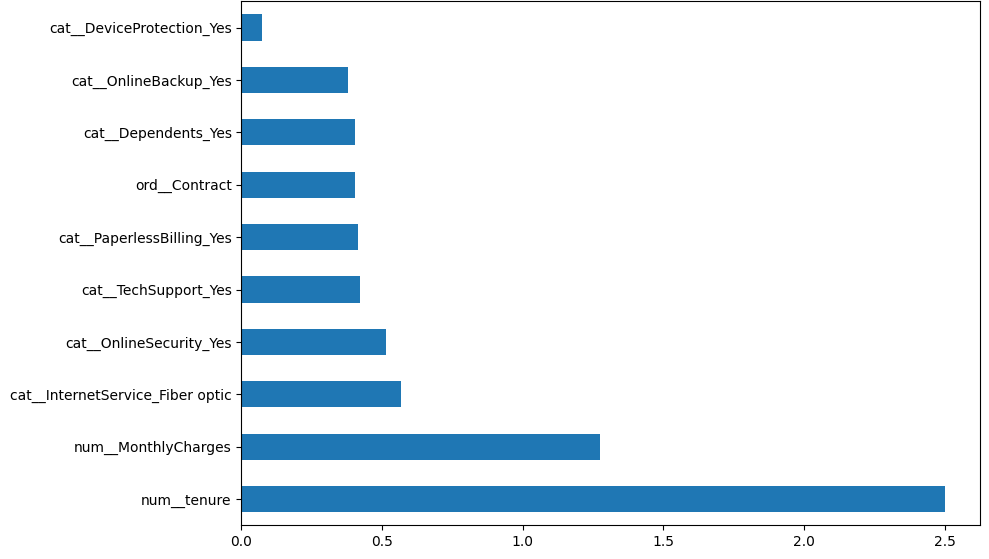 cat__DeviceProtection_Yes
cat__OnlineBackup_Yes
cat__Dependents_Yes
ord__Contract
cat__PaperlessBilling_Yes
cat__TechSupport_Yes
cat__OnlineSecurity_Yes
cat__InternetService_Fiber optic
num__MonthlyCharges
num__tenure
0.0 0.5 1.0 1.5 2.0 2.5